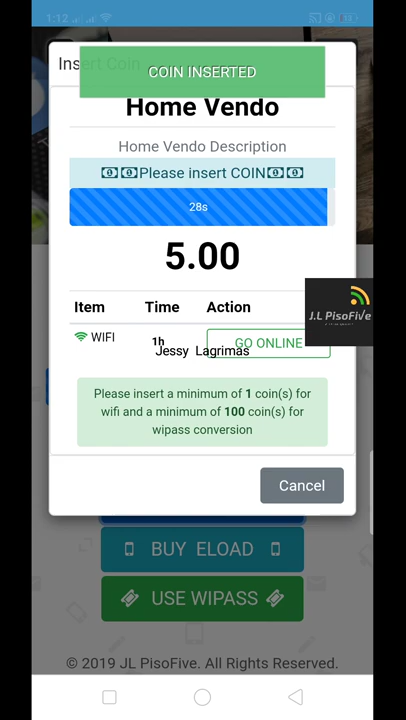 1:12
Insert Coin
COIN INSERTED
Home Vendo
Home Vendo Description
Please insert COIN
28s
5.00
Item Time Action
WIFI 1h GO ONLINE
Jessy Lagrimas
J.L PisoFive
Please insert a minimum of 1 coin(s) for
wifi and a minimum of 100 coin(s) for
wipass conversion
Cancel
BUY ELOAD
USE WIPASS
© 2019 JL PisoFive. All Rights Reserved.